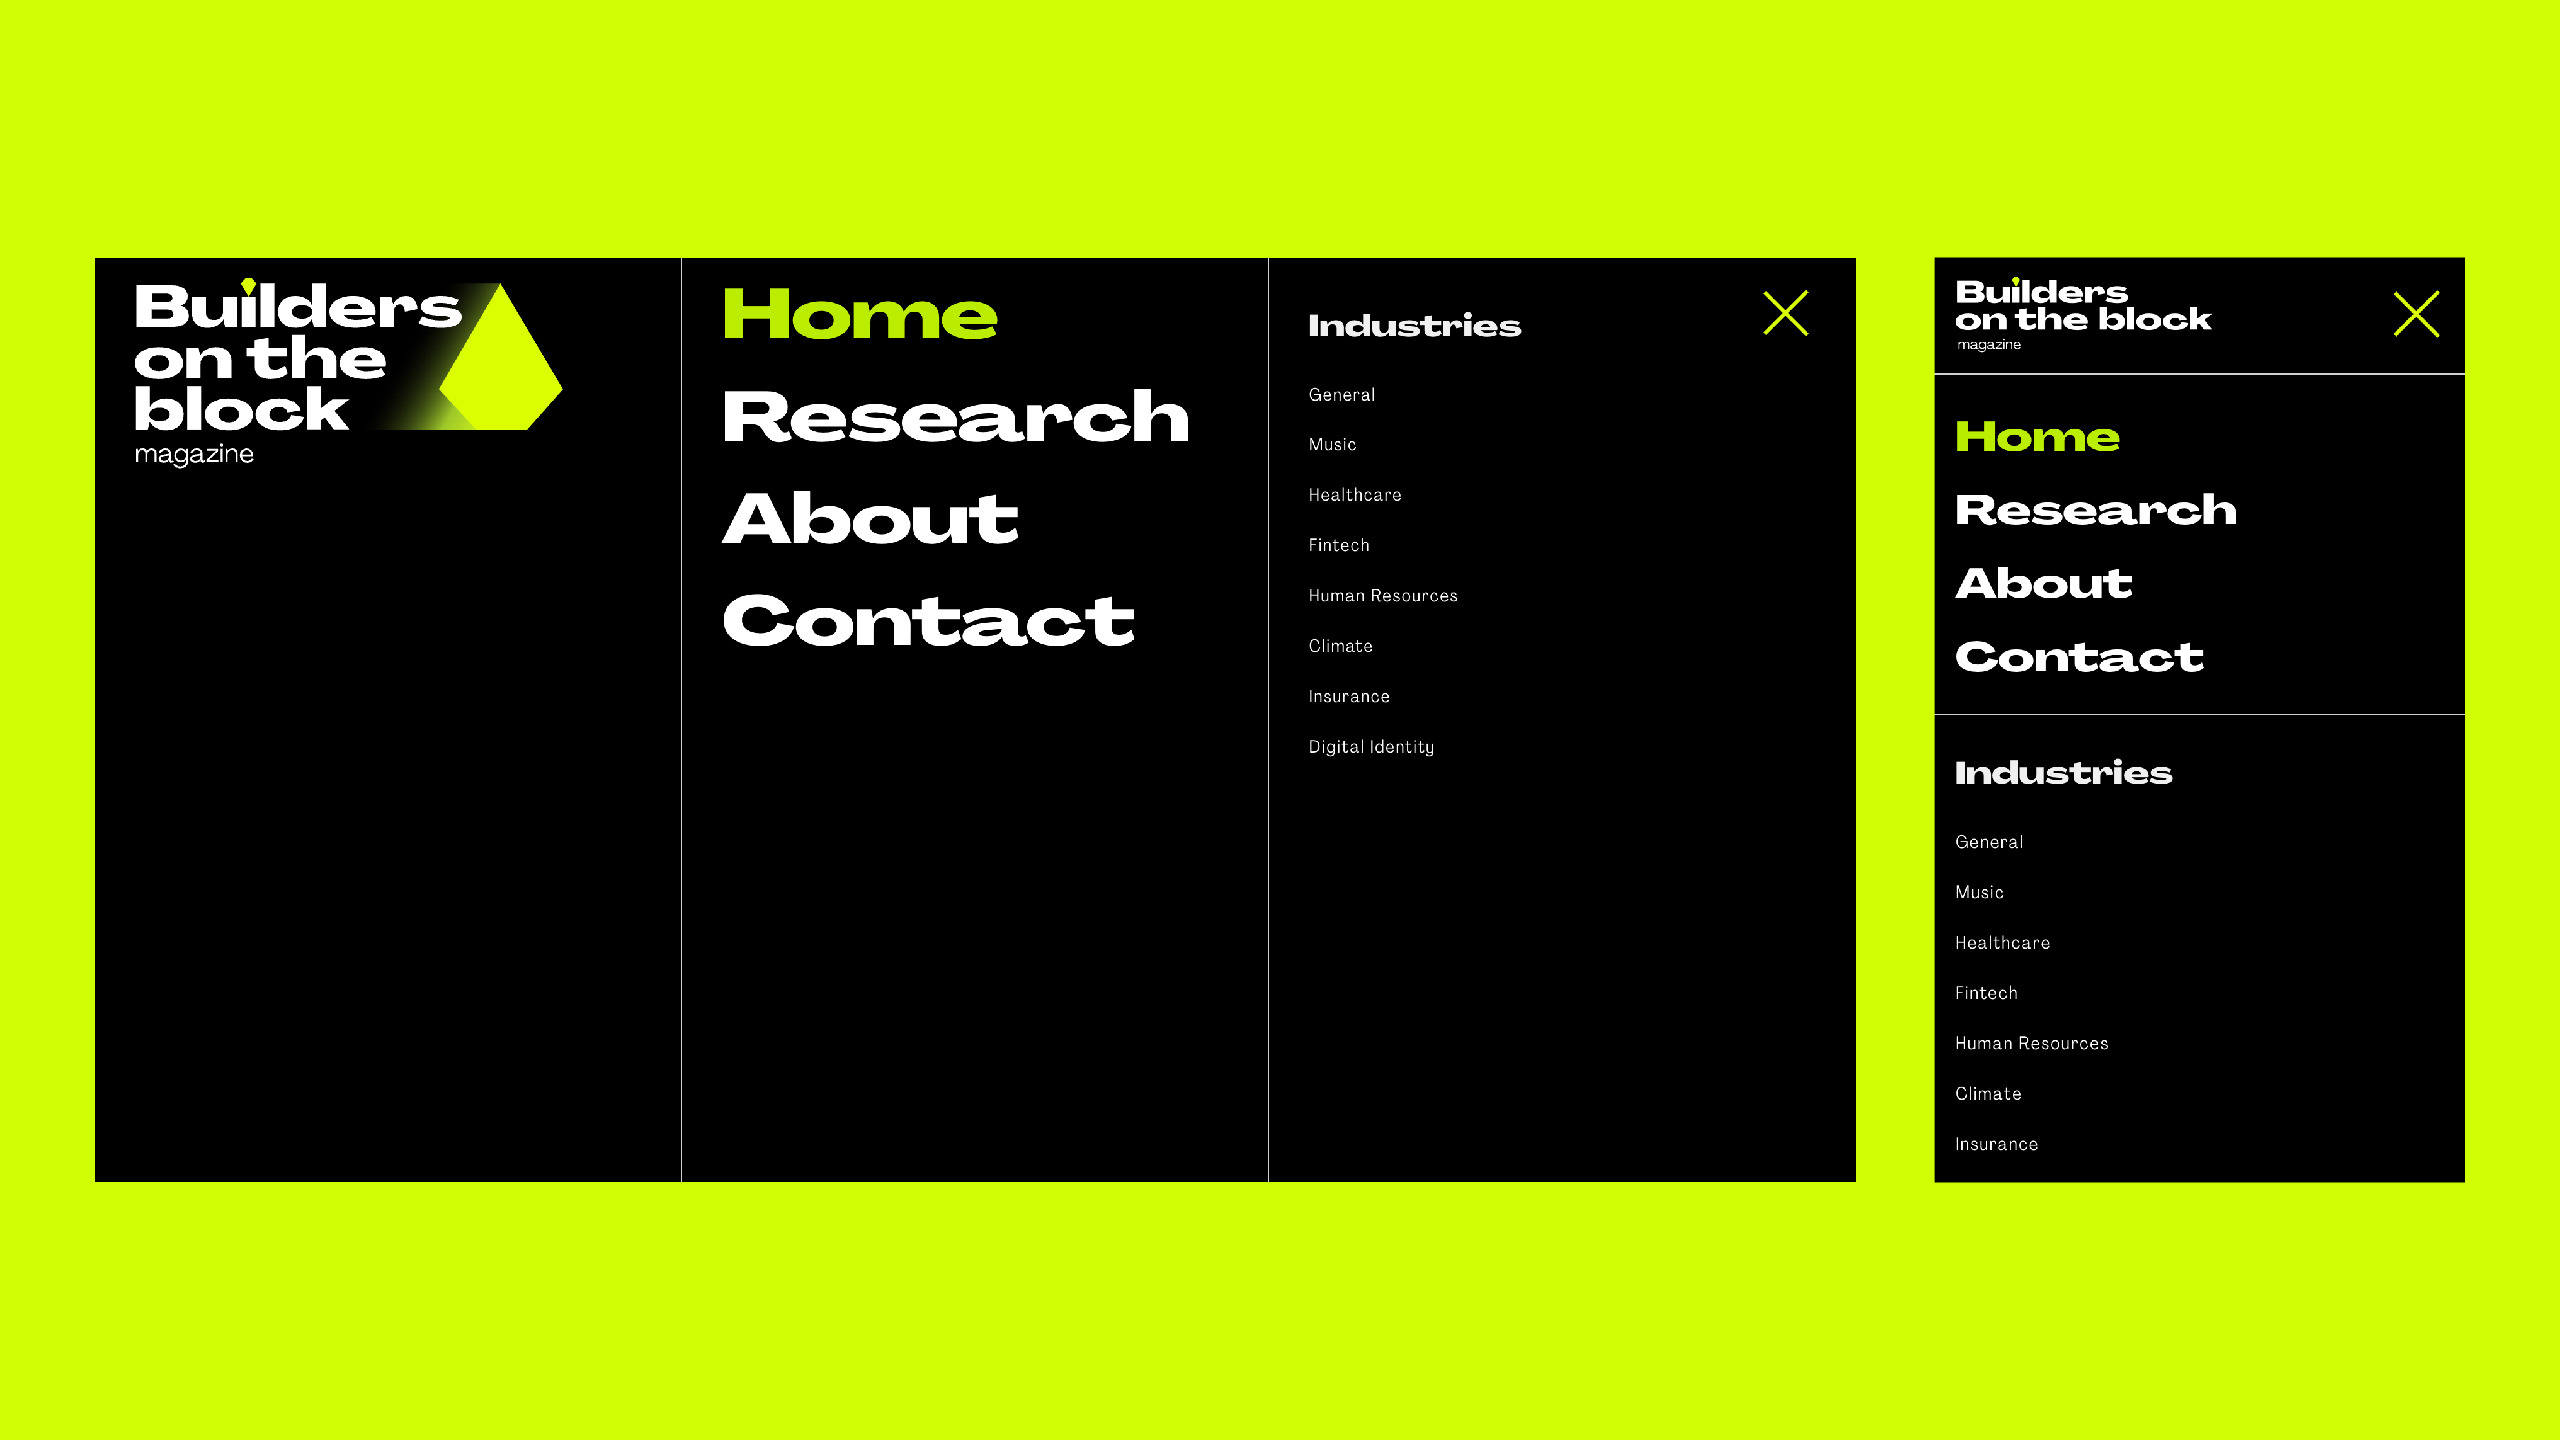 Builders
on the
block
magazine
Home
Research
About
Contact
Industries
General
Music
Healthcare
Fintech
Human Resources
Climate
Insurance
Digital Identity
Builders
on the block
magazine
Home
Research
About
Contact
Industries
General
Music
Healthcare
Fintech
Human Resources
Climate
Insurance